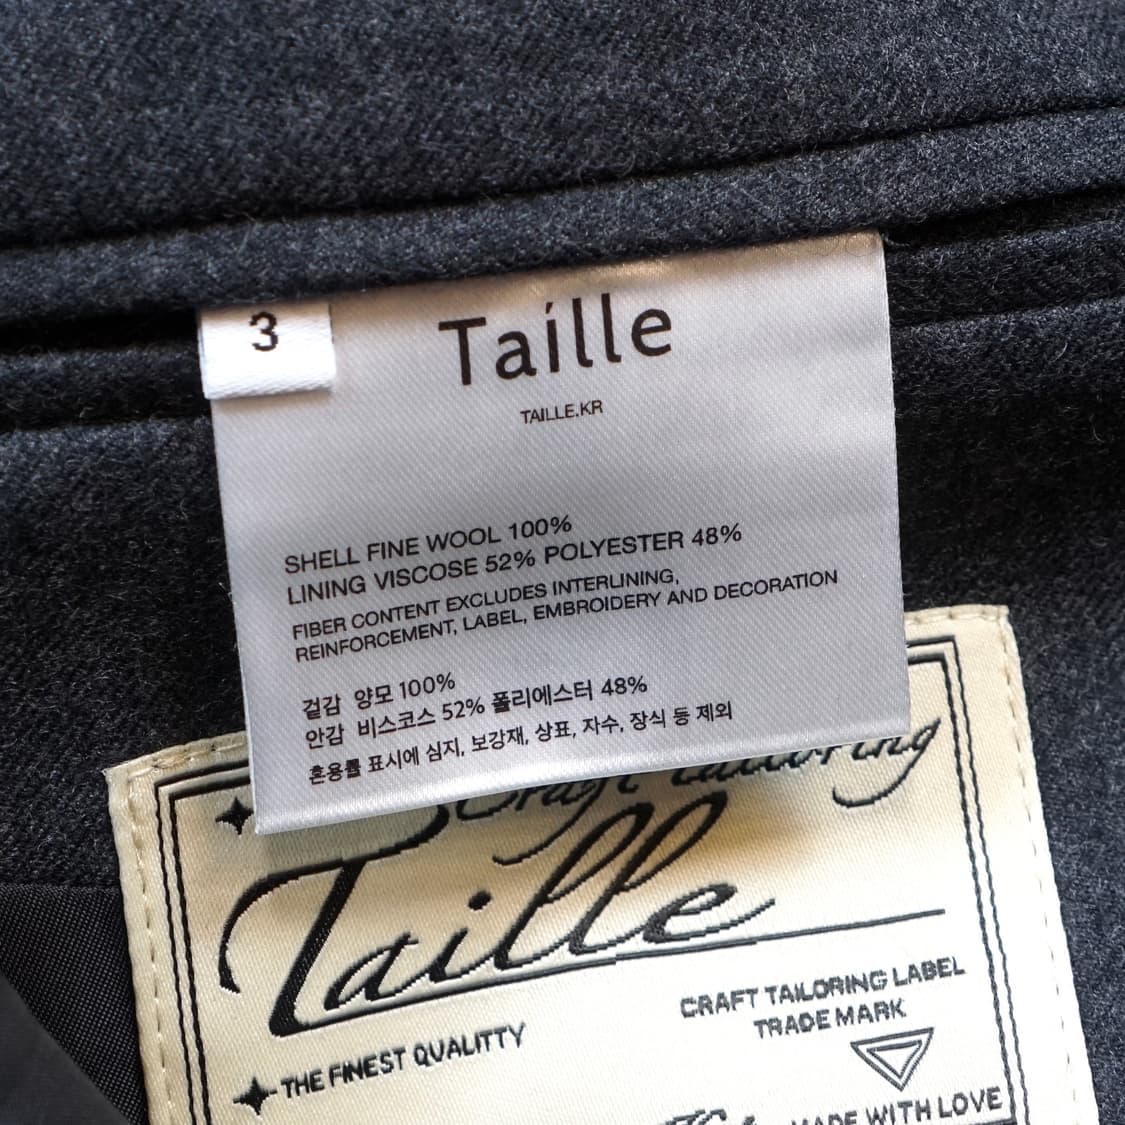 3
Taílle
TAILLE.KR
SHELL FINE WOOL 100%
LINING VISCOSE 52% POLYESTER 48%
FIBER CONTENT EXCLUDES INTERLINING,
REINFORCEMENT, LABEL, EMBROIDERY AND DECORATION
겉감 양모 100%
안감 비스코스 52% 폴리에스터 48%
혼용률 표시에 심지, 보강재, 상표, 자수, 장식 등 제외
Craft tailoring
Taille
CRAFT TAILORING LABEL
TRADE MARK
THE FINEST QUALITTY
MADE WITH LOVE